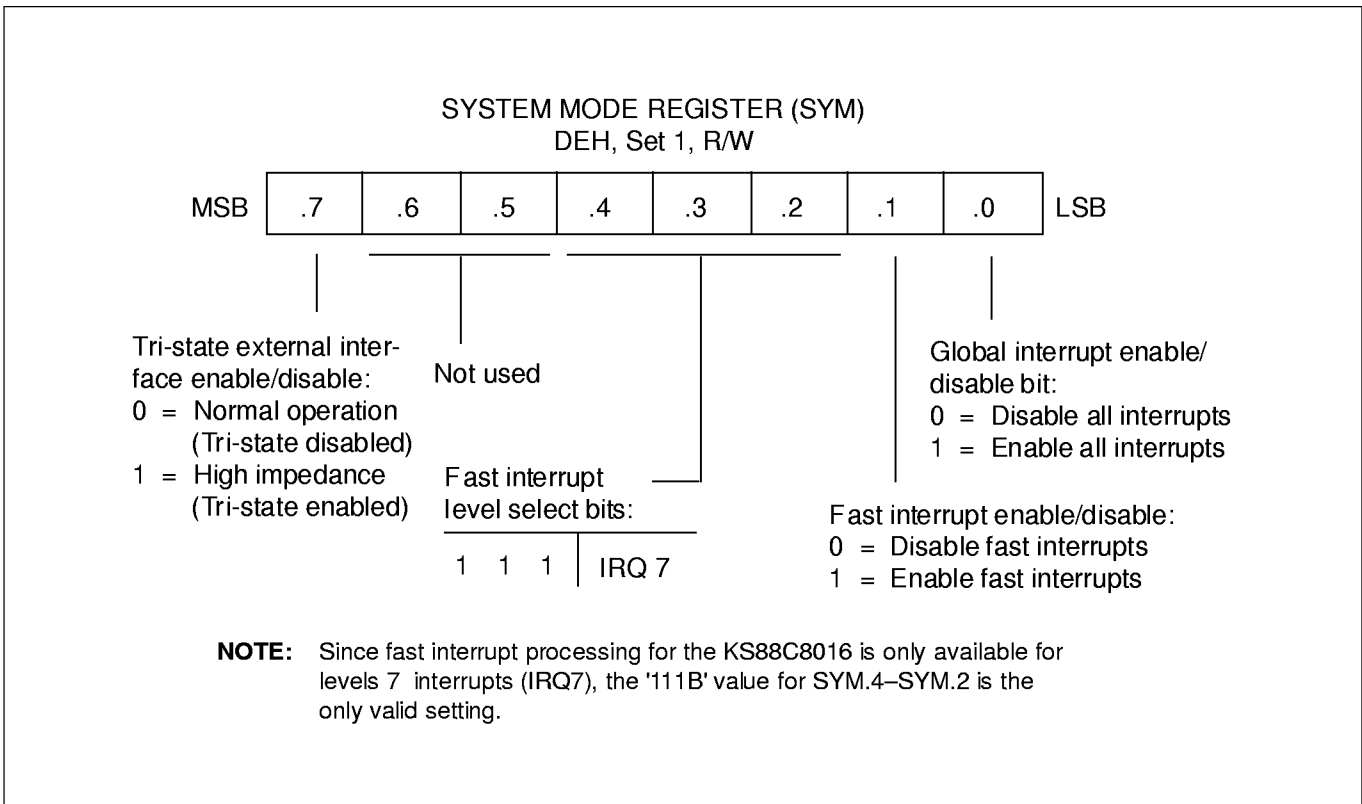 SYSTEM MODE REGISTER (SYM)
DEH, Set 1, R/W
MSB .7 .6 .5 .4 .3 .2 .1 .0 LSB
Tri-state external inter-
face enable/disable:
0 = Normal operation
(Tri-state disabled)
1 = High impedance
(Tri-state enabled)
Not used
Fast interrupt
level select bits:
1 1 1 IRQ 7
Global interrupt enable/
disable bit:
0 = Disable all interrupts
1 = Enable all interrupts
Fast interrupt enable/disable:
0 = Disable fast interrupts
1 = Enable fast interrupts
NOTE: Since fast interrupt processing for the KS88C8016 is only available for
levels 7 interrupts (IRQ7), the '111B' value for SYM.4–SYM.2 is the
only valid setting.